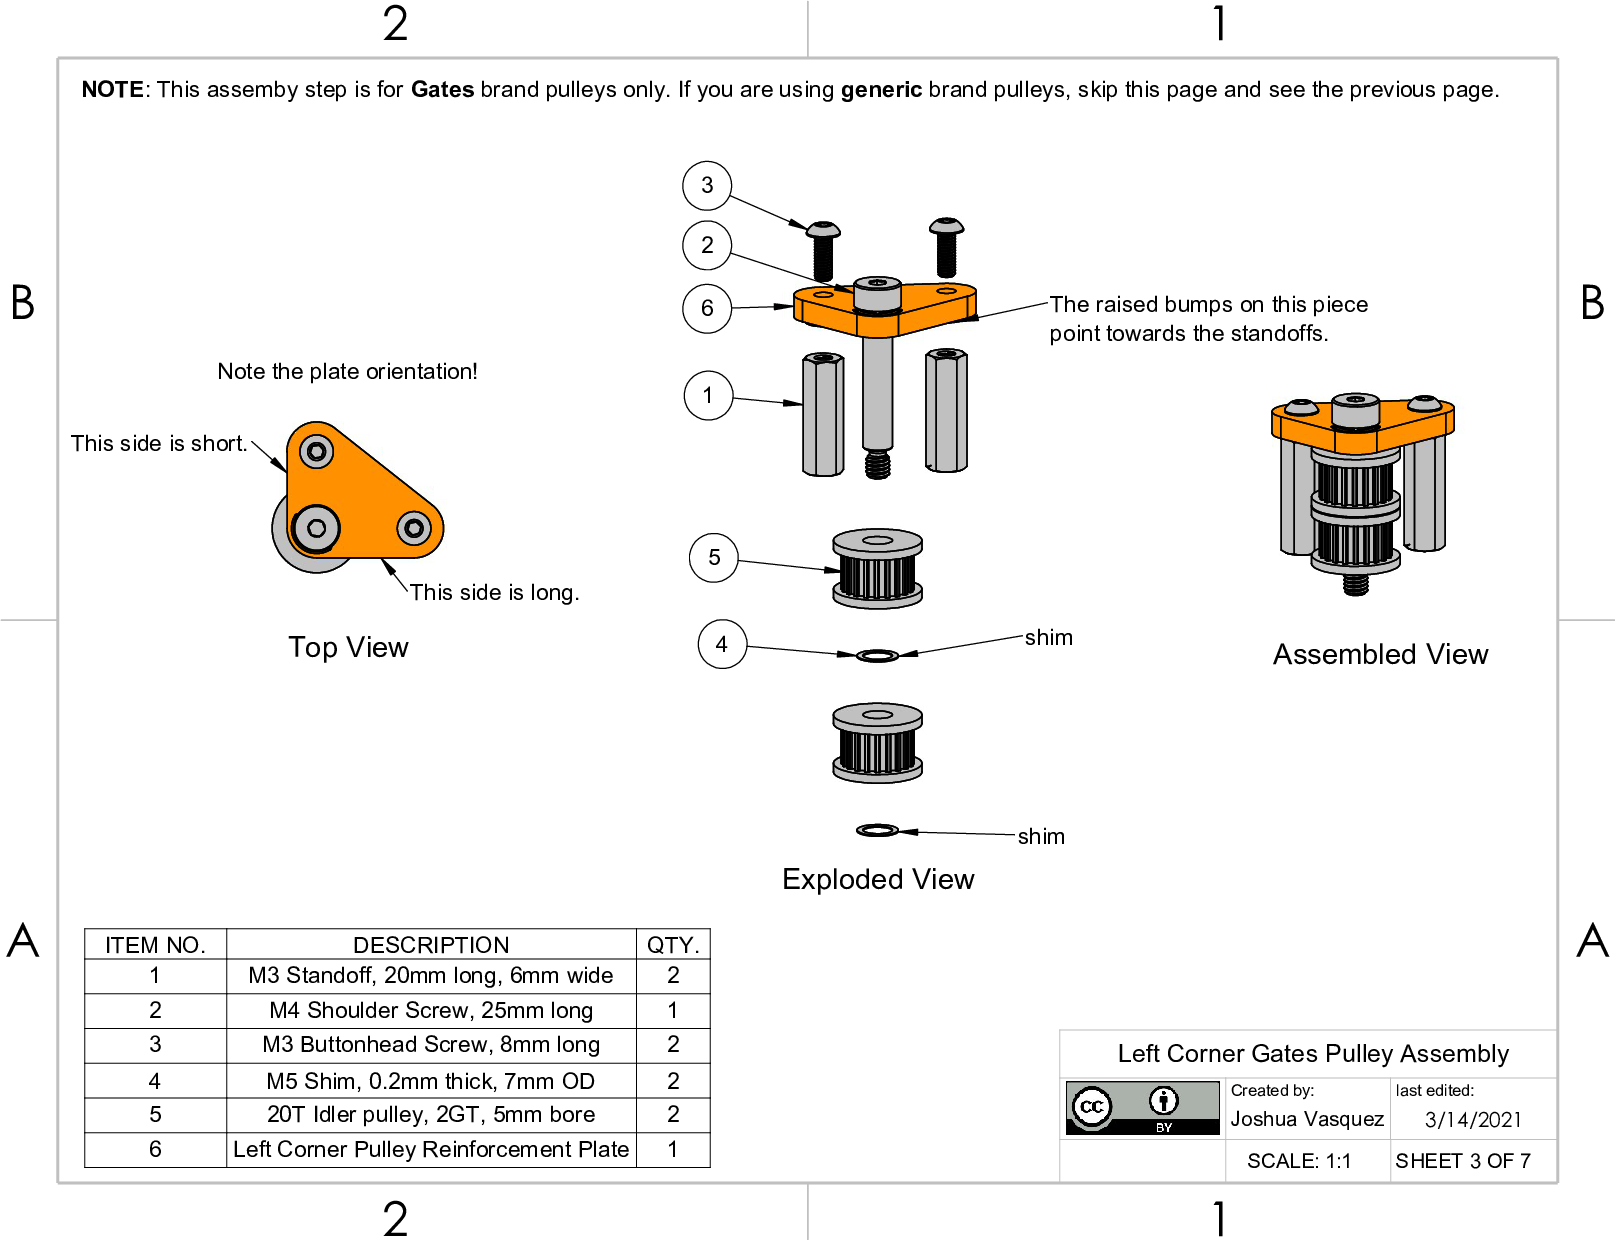 2 1
NOTE: This assemby step is for Gates brand pulleys only. If you are using generic brand pulleys, skip this page and see the previous page.
3
2
6
1
5
4
B B
The raised bumps on this piece
point towards the standoffs.
Note the plate orientation!
This side is short.
This side is long.
Top View
shim
shim
Exploded View
Assembled View
A A
ITEM NO. DESCRIPTION QTY.
1 M3 Standoff, 20mm long, 6mm wide 2
2 M4 Shoulder Screw, 25mm long 1
3 M3 Buttonhead Screw, 8mm long 2
4 M5 Shim, 0.2mm thick, 7mm OD 2
5 20T Idler pulley, 2GT, 5mm bore 2
6 Left Corner Pulley Reinforcement Plate 1
Left Corner Gates Pulley Assembly
cc BY
Created by:
Joshua Vasquez
last edited:
3/14/2021
SCALE: 1:1
SHEET 3 OF 7
2 1